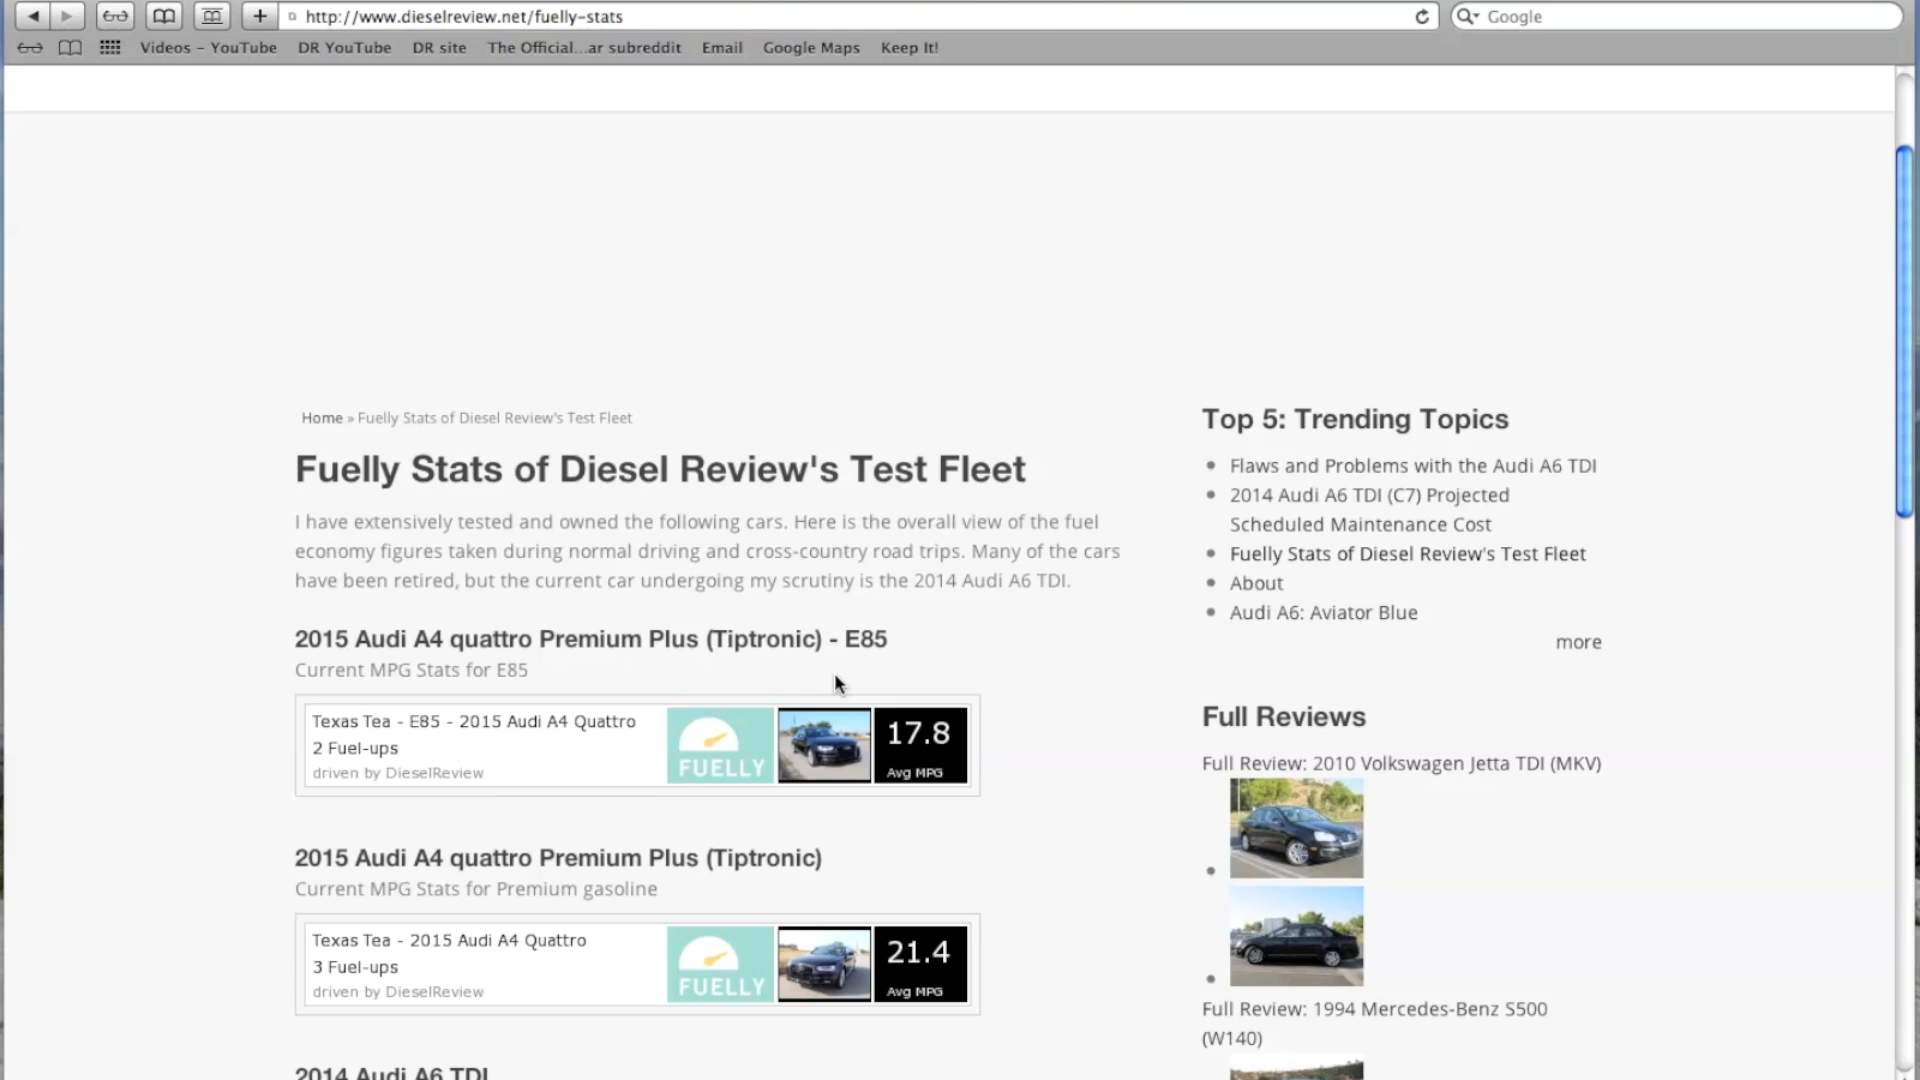 http://www.dieselreview.net/fuelly-stats
Google
Videos - YouTube
DR YouTube
DR site
The Official...ar subreddit
Email
Google Maps
Keep It!
Home » Fuelly Stats of Diesel Review's Test Fleet
Fuelly Stats of Diesel Review's Test Fleet
I have extensively tested and owned the following cars. Here is the overall view of the fuel
economy figures taken during normal driving and cross-country road trips. Many of the cars
have been retired, but the current car undergoing my scrutiny is the 2014 Audi A6 TDI.
2015 Audi A4 quattro Premium Plus (Tiptronic) - E85
Current MPG Stats for E85
Texas Tea - E85 - 2015 Audi A4 Quattro
2 Fuel-ups
driven by DieselReview
FUELLY
17.8
Avg MPG
2015 Audi A4 quattro Premium Plus (Tiptronic)
Current MPG Stats for Premium gasoline
Texas Tea - 2015 Audi A4 Quattro
3 Fuel-ups
driven by DieselReview
FUELLY
21.4
Avg MPG
2014 Audi A6 TDI
Top 5: Trending Topics
Flaws and Problems with the Audi A6 TDI
2014 Audi A6 TDI (C7) Projected
Scheduled Maintenance Cost
Fuelly Stats of Diesel Review's Test Fleet
About
Audi A6: Aviator Blue
more
Full Reviews
Full Review: 2010 Volkswagen Jetta TDI (MKV)
Full Review: 1994 Mercedes-Benz S500
(W140)